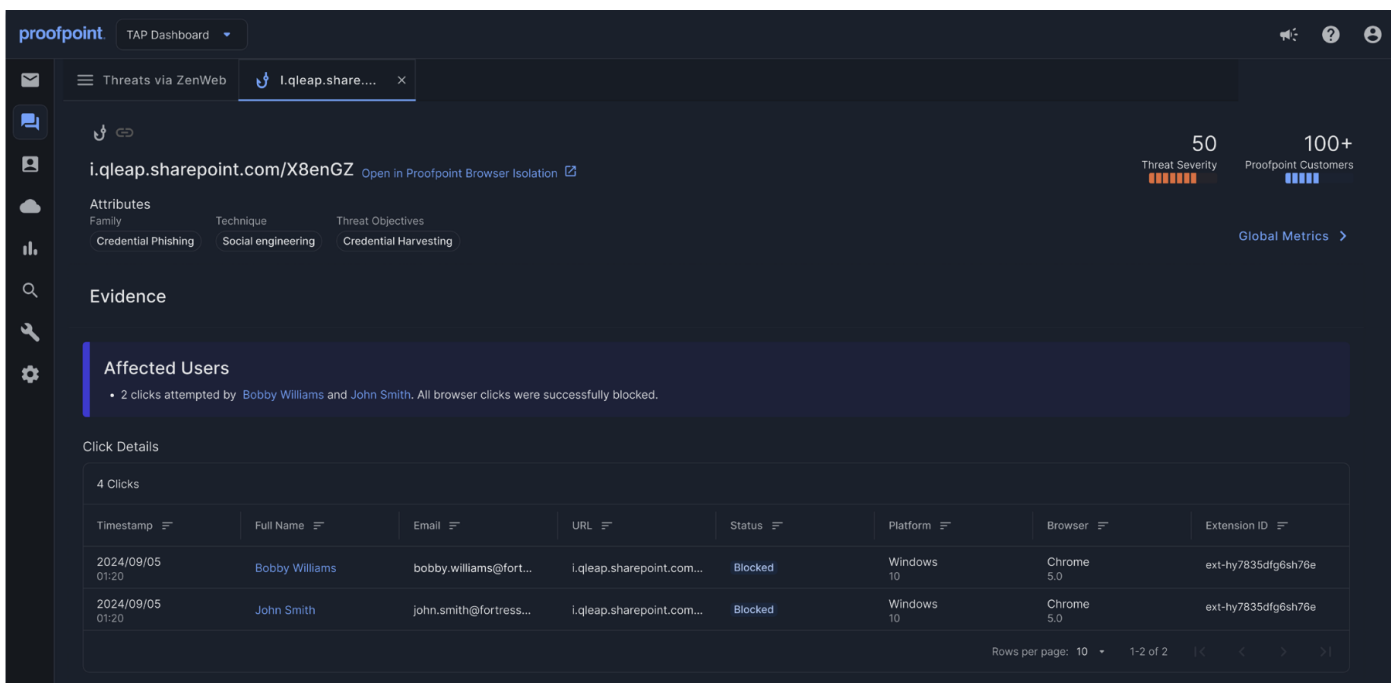 proofpoint. TAP Dashboard
Threats via ZenWeb I.qleap.share....
i.qleap.sharepoint.com/X8enGZ Open in Proofpoint Browser Isolation
50 100+
Threat Severity Proofpoint Customers
Attributes
Family Technique Threat Objectives
Credential Phishing Social engineering Credential Harvesting
Global Metrics
Evidence
Affected Users
• 2 clicks attempted by Bobby Williams and John Smith. All browser clicks were successfully blocked.
Click Details
4 Clicks
Timestamp Full Name Email URL Status Platform Browser Extension ID
2024/09/05 Bobby Williams bobby.williams@fort... i.qleap.sharepoint.com... Blocked Windows Chrome ext-hy7835dfg6sh76e
01:20 10 5.0
2024/09/05 John Smith john.smith@fortress... i.qleap.sharepoint.com... Blocked Windows Chrome ext-hy7835dfg6sh76e
01:20 10 5.0
Rows per page: 10 1-2 of 2